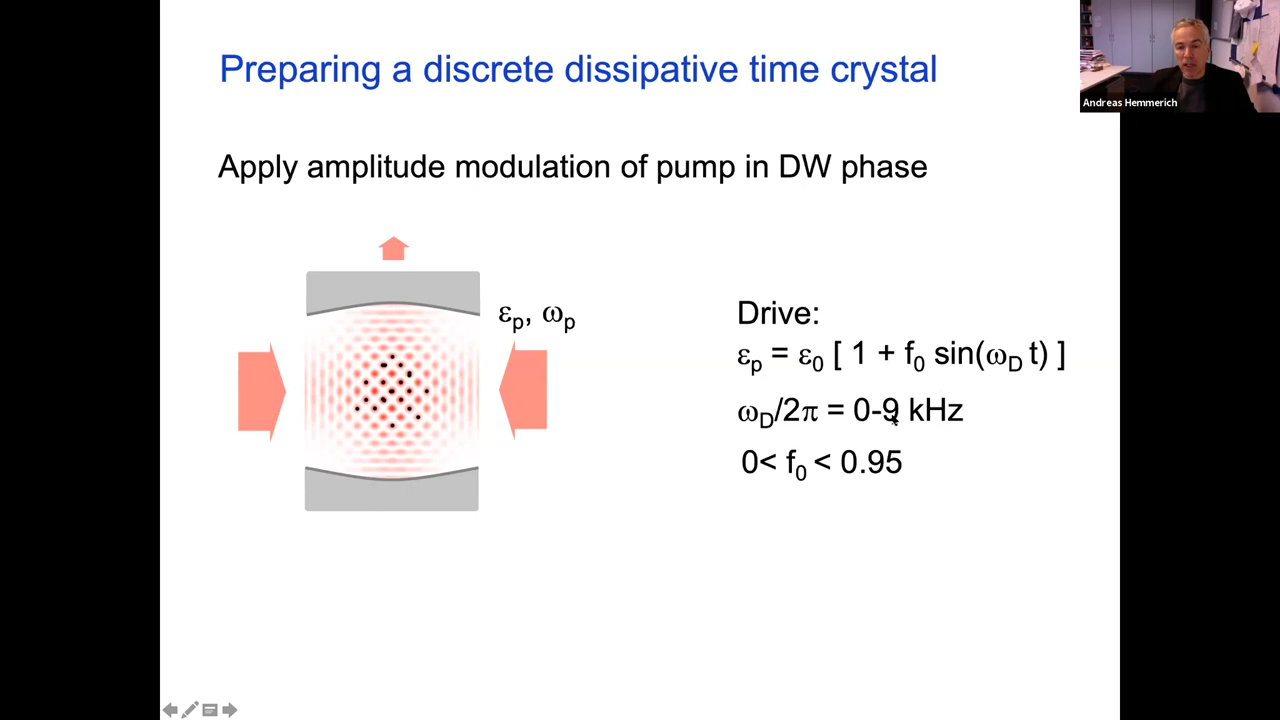 Preparing a discrete dissipative time crystal
Andreas Hemmerich
Apply amplitude modulation of pump in DW phase
εp, ωp
Drive:
εp = ε0 [ 1 + f0 sin(ωD t) ]
ωD/2π = 0-9 kHz
0< f0 < 0.95